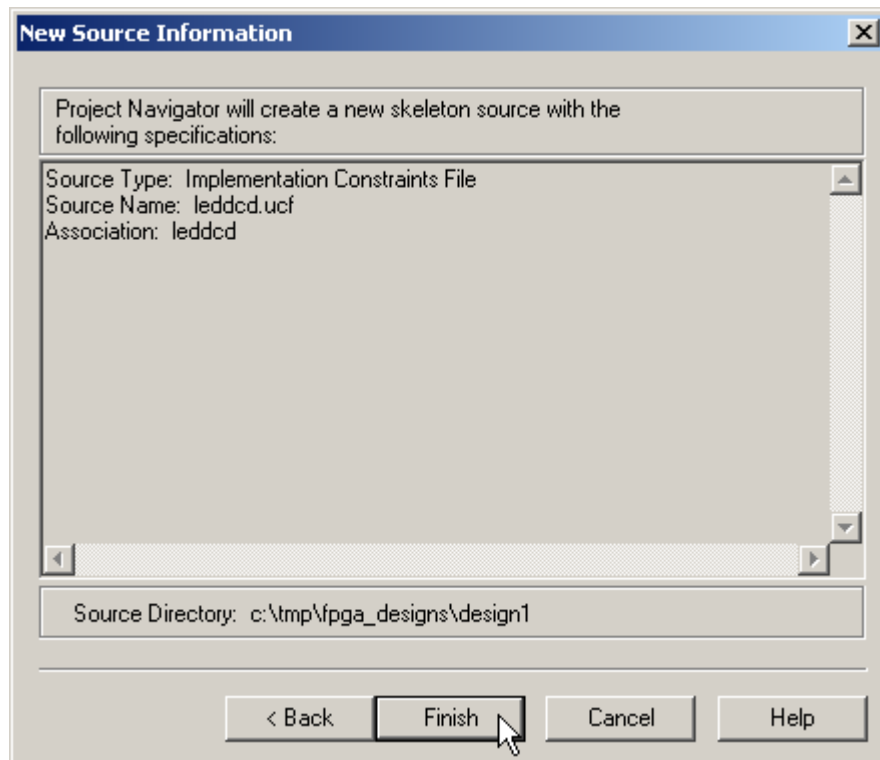 New Source Information
Project Navigator will create a new skeleton source with the
following specifications:
Source Type:  Implementation Constraints File
Source Name:  leddcd.ucf
Association:  leddcd
Source Directory:  c:\tmp\fpga_designs\design1
< Back
Finish
Cancel
Help